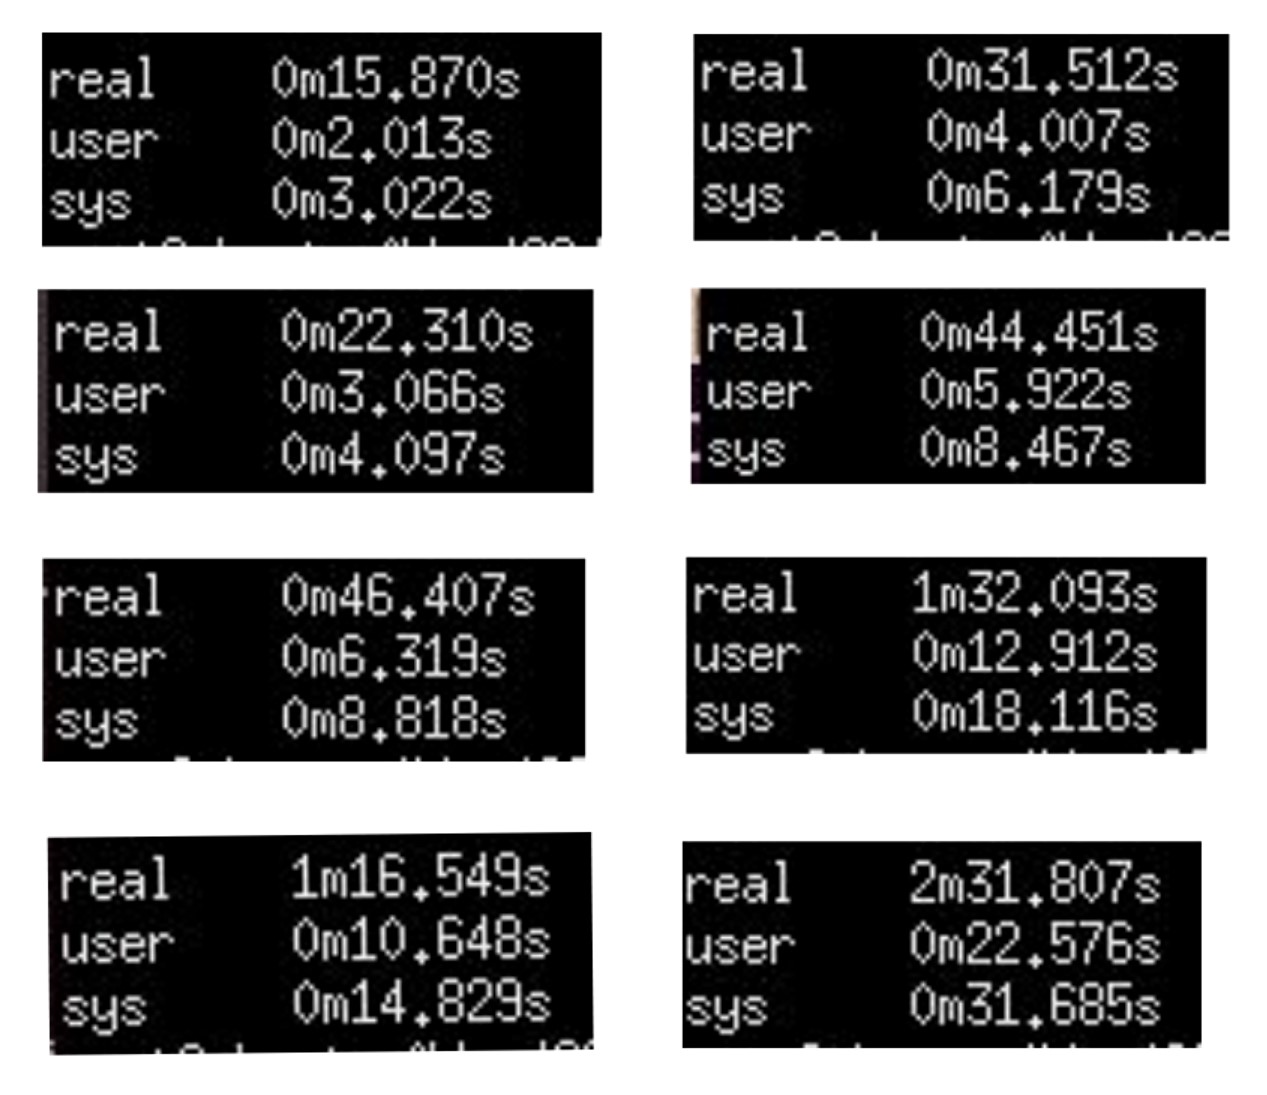 real 0m15.870s
user 0m2.013s
sys 0m3.022s
real 0m31.512s
user 0m4.007s
sys 0m6.179s
real 0m22.310s
user 0m3.066s
sys 0m4.097s
real 0m44.451s
user 0m5.922s
sys 0m8.467s
real 0m46.407s
user 0m6.319s
sys 0m8.818s
real 1m32.093s
user 0m12.912s
sys 0m18.116s
real 1m16.549s
user 0m10.648s
sys 0m14.829s
real 2m31.807s
user 0m22.576s
sys 0m31.685s